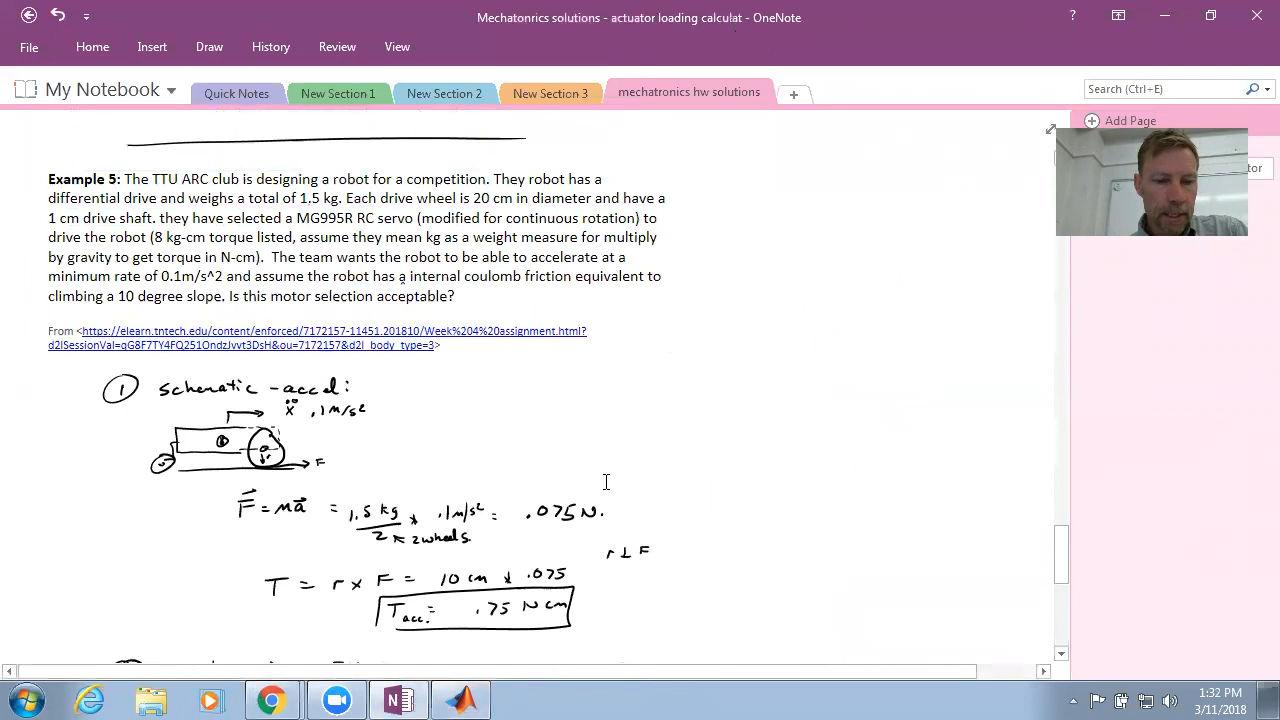 Mechatonrics solutions - actuator loading calculat - OneNote
File Home Insert Draw History Review View
My Notebook Quick Notes New Section 1 New Section 2 New Section 3 mechatronics hw solutions Search (Ctrl+E)
Add Page
Example 5: The TTU ARC club is designing a robot for a competition. They robot has a
differential drive and weighs a total of 1.5 kg. Each drive wheel is 20 cm in diameter and have a
1 cm drive shaft. they have selected a MG995R RC servo (modified for continuous rotation) to
drive the robot (8 kg-cm torque listed, assume they mean kg as a weight measure for multiply
by gravity to get torque in N-cm). The team wants the robot to be able to accelerate at a
minimum rate of 0.1m/s^2 and assume the robot has a internal coulomb friction equivalent to
climbing a 10 degree slope. Is this motor selection acceptable?
From <https://elearn.tntech.edu/content/enforced/7172157-11451.201810/Week%204%20assignment.html?
d2lSessionVal=qG8F7TY4FQ251OndzJvvt3DsH&ou=7172157&d2l_body_type=3>
① schematic - accel:
ẍ .1m/s²
r
F
F = ma = 1.5 kg / 2 * .1m/s² = .075 N.
2 wheels
r ⊥ F
T = r x F = 10 cm * .075
Tacc. = .75 N cm
1:32 PM
3/11/2018